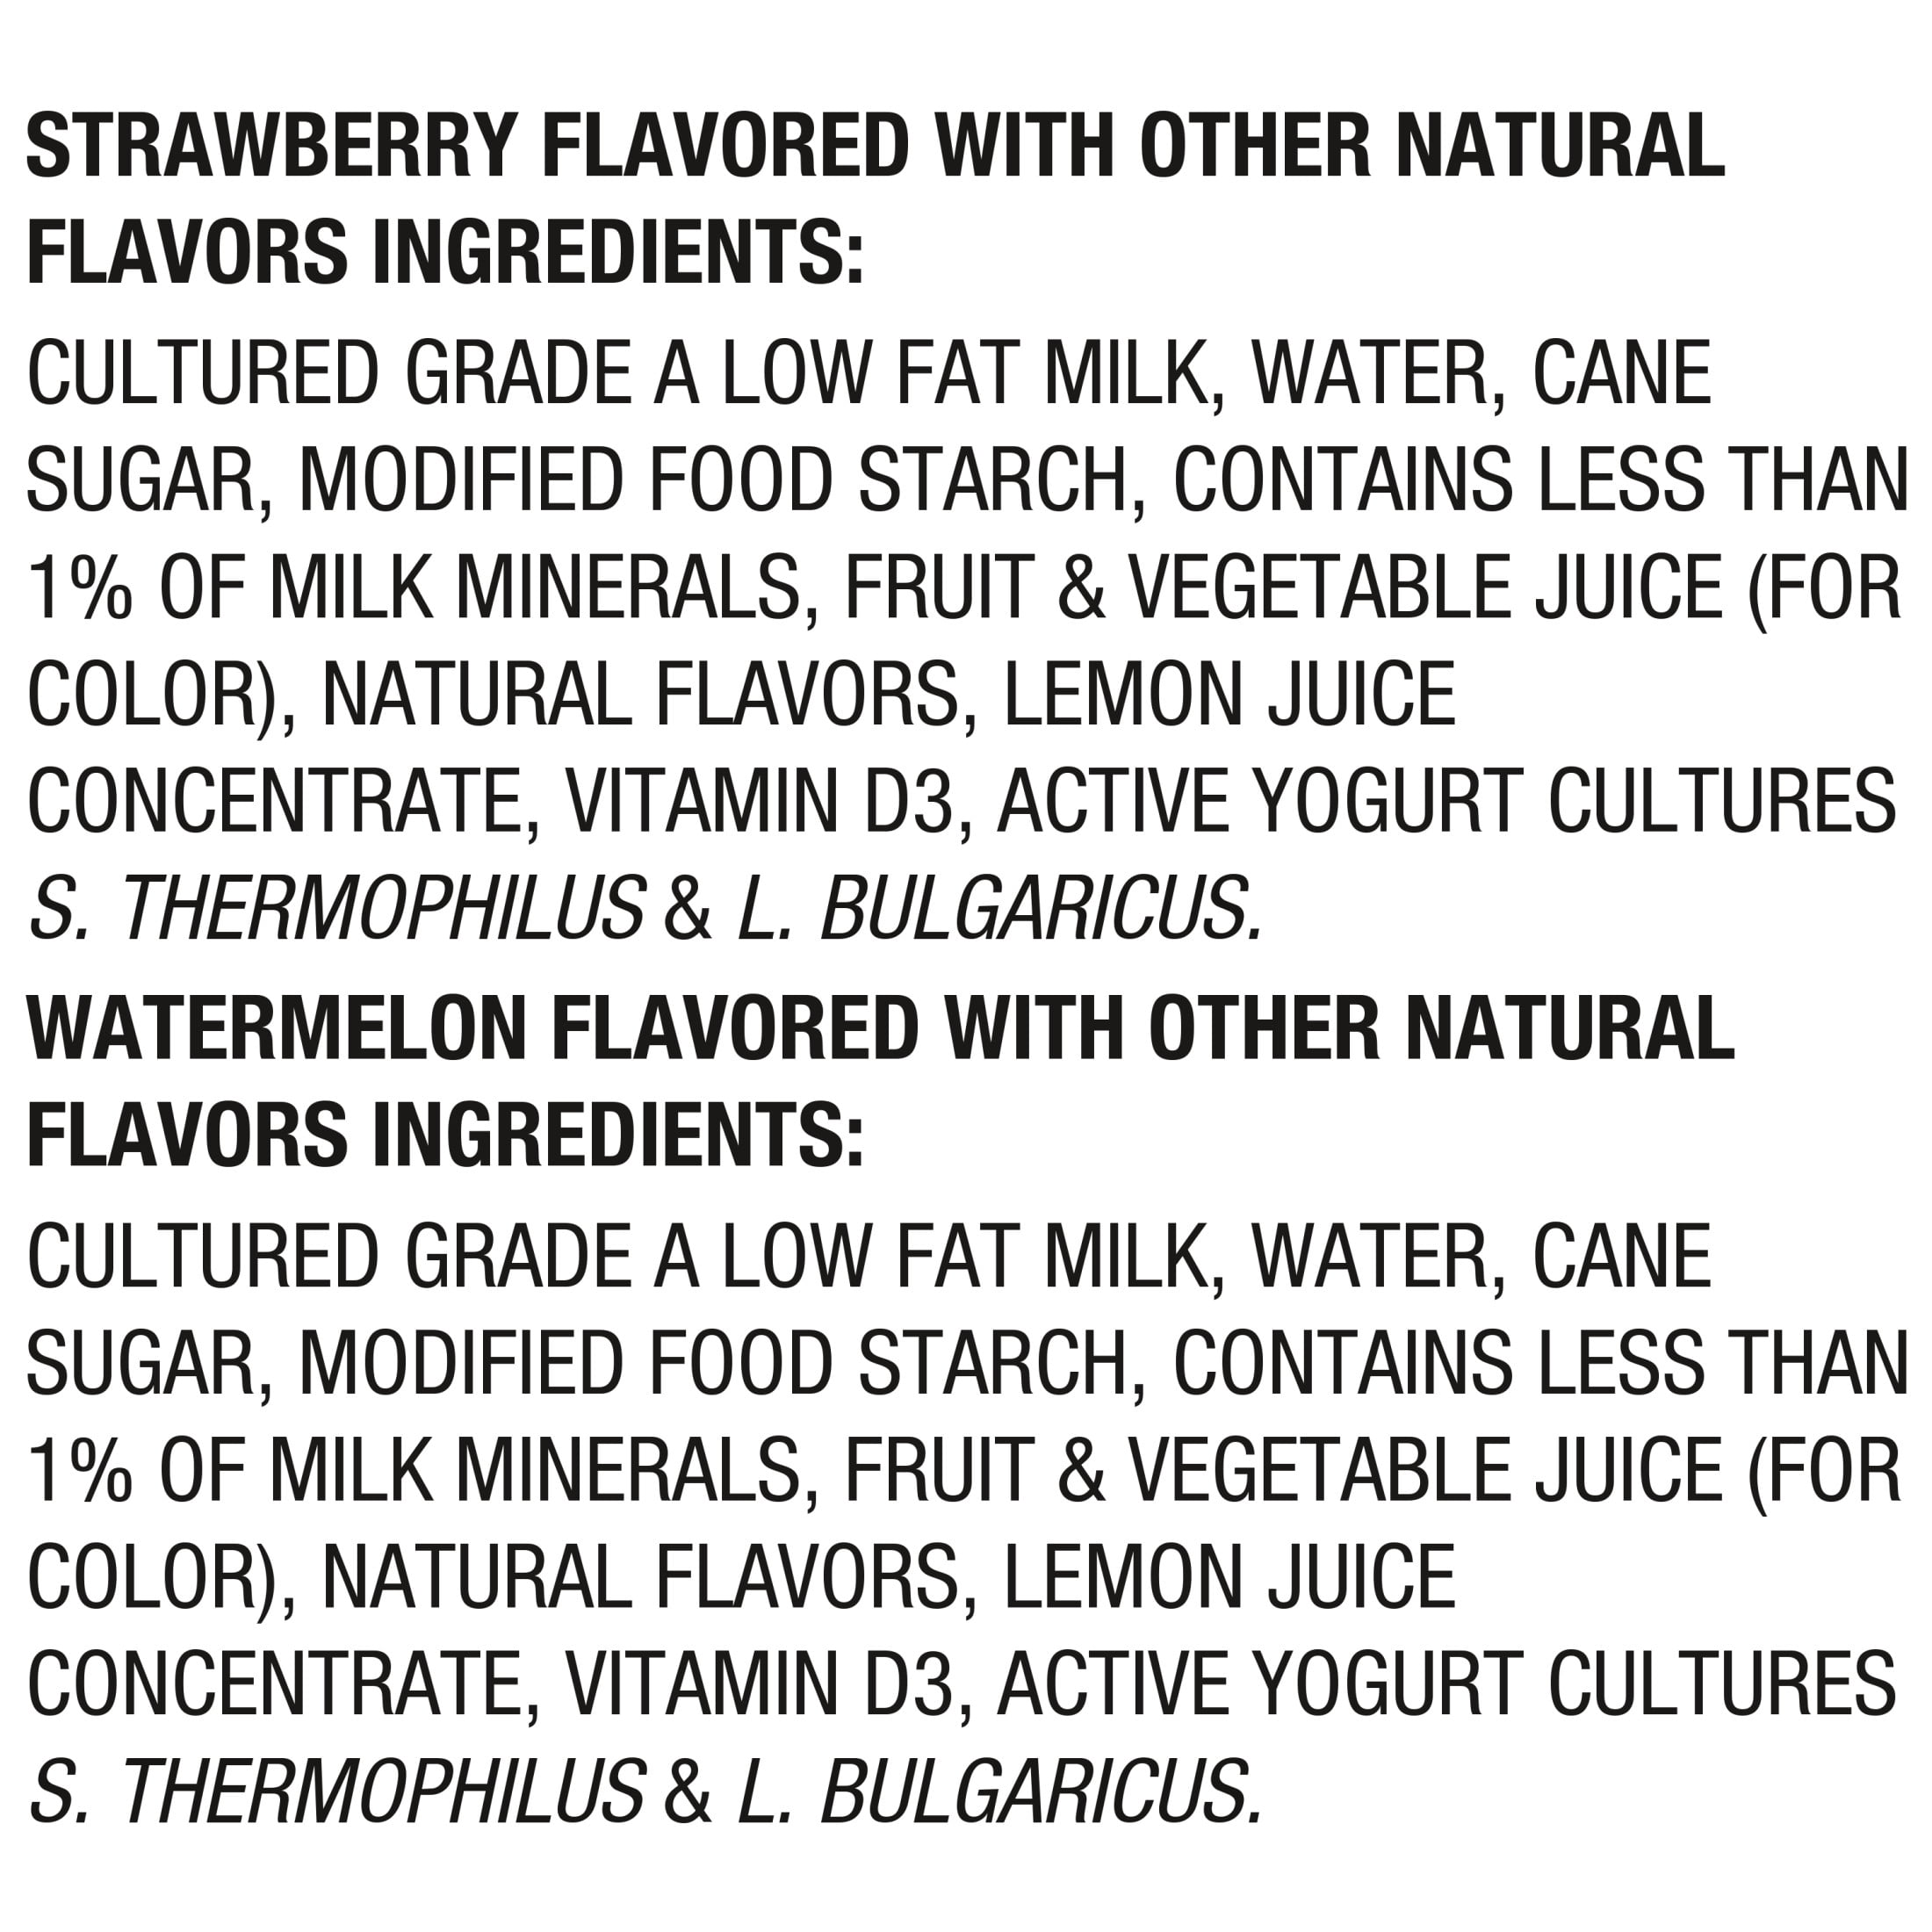 STRAWBERRY FLAVORED WITH OTHER NATURAL
FLAVORS INGREDIENTS:
CULTURED GRADE A LOW FAT MILK, WATER, CANE
SUGAR, MODIFIED FOOD STARCH, CONTAINS LESS THAN
1% OF MILK MINERALS, FRUIT & VEGETABLE JUICE (FOR
COLOR), NATURAL FLAVORS, LEMON JUICE
CONCENTRATE, VITAMIN D3, ACTIVE YOGURT CULTURES
S. THERMOPHILUS & L. BULGARICUS.
WATERMELON FLAVORED WITH OTHER NATURAL
FLAVORS INGREDIENTS:
CULTURED GRADE A LOW FAT MILK, WATER, CANE
SUGAR, MODIFIED FOOD STARCH, CONTAINS LESS THAN
1% OF MILK MINERALS, FRUIT & VEGETABLE JUICE (FOR
COLOR), NATURAL FLAVORS, LEMON JUICE
CONCENTRATE, VITAMIN D3, ACTIVE YOGURT CULTURES
S. THERMOPHILUS & L. BULGARICUS.